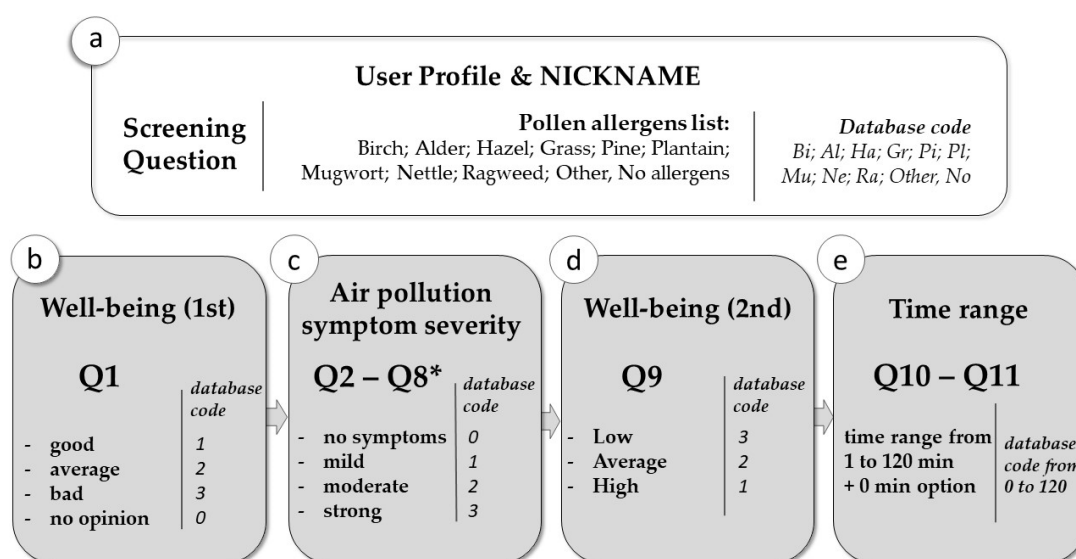 a
User Profile & NICKNAME
Screening
Question
Pollen allergens list:
Birch; Alder; Hazel; Grass; Pine; Plantain;
Mugwort; Nettle; Ragweed; Other, No allergens
Database code
Bi; Al; Ha; Gr; Pi; Pl;
Mu; Ne; Ra; Other, No
b
Well-being (1st)
Q1
database
code
- good 1
- average 2
- bad 3
- no opinion 0
c
Air pollution
symptom severity
Q2 – Q8*
database
code
- no symptoms 0
- mild 1
- moderate 2
- strong 3
d
Well-being (2nd)
Q9
database
code
- Low 3
- Average 2
- High 1
e
Time range
Q10 – Q11
time range from
1 to 120 min
+ 0 min option
database
code from
0 to 120